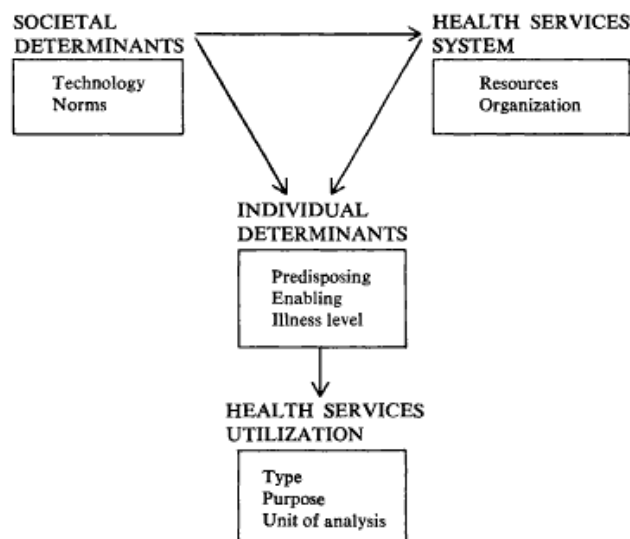 SOCIETAL
DETERMINANTS
Technology
Norms
HEALTH SERVICES
SYSTEM
Resources
Organization
INDIVIDUAL
DETERMINANTS
Predisposing
Enabling
Illness level
HEALTH SERVICES
UTILIZATION
Type
Purpose
Unit of analysis